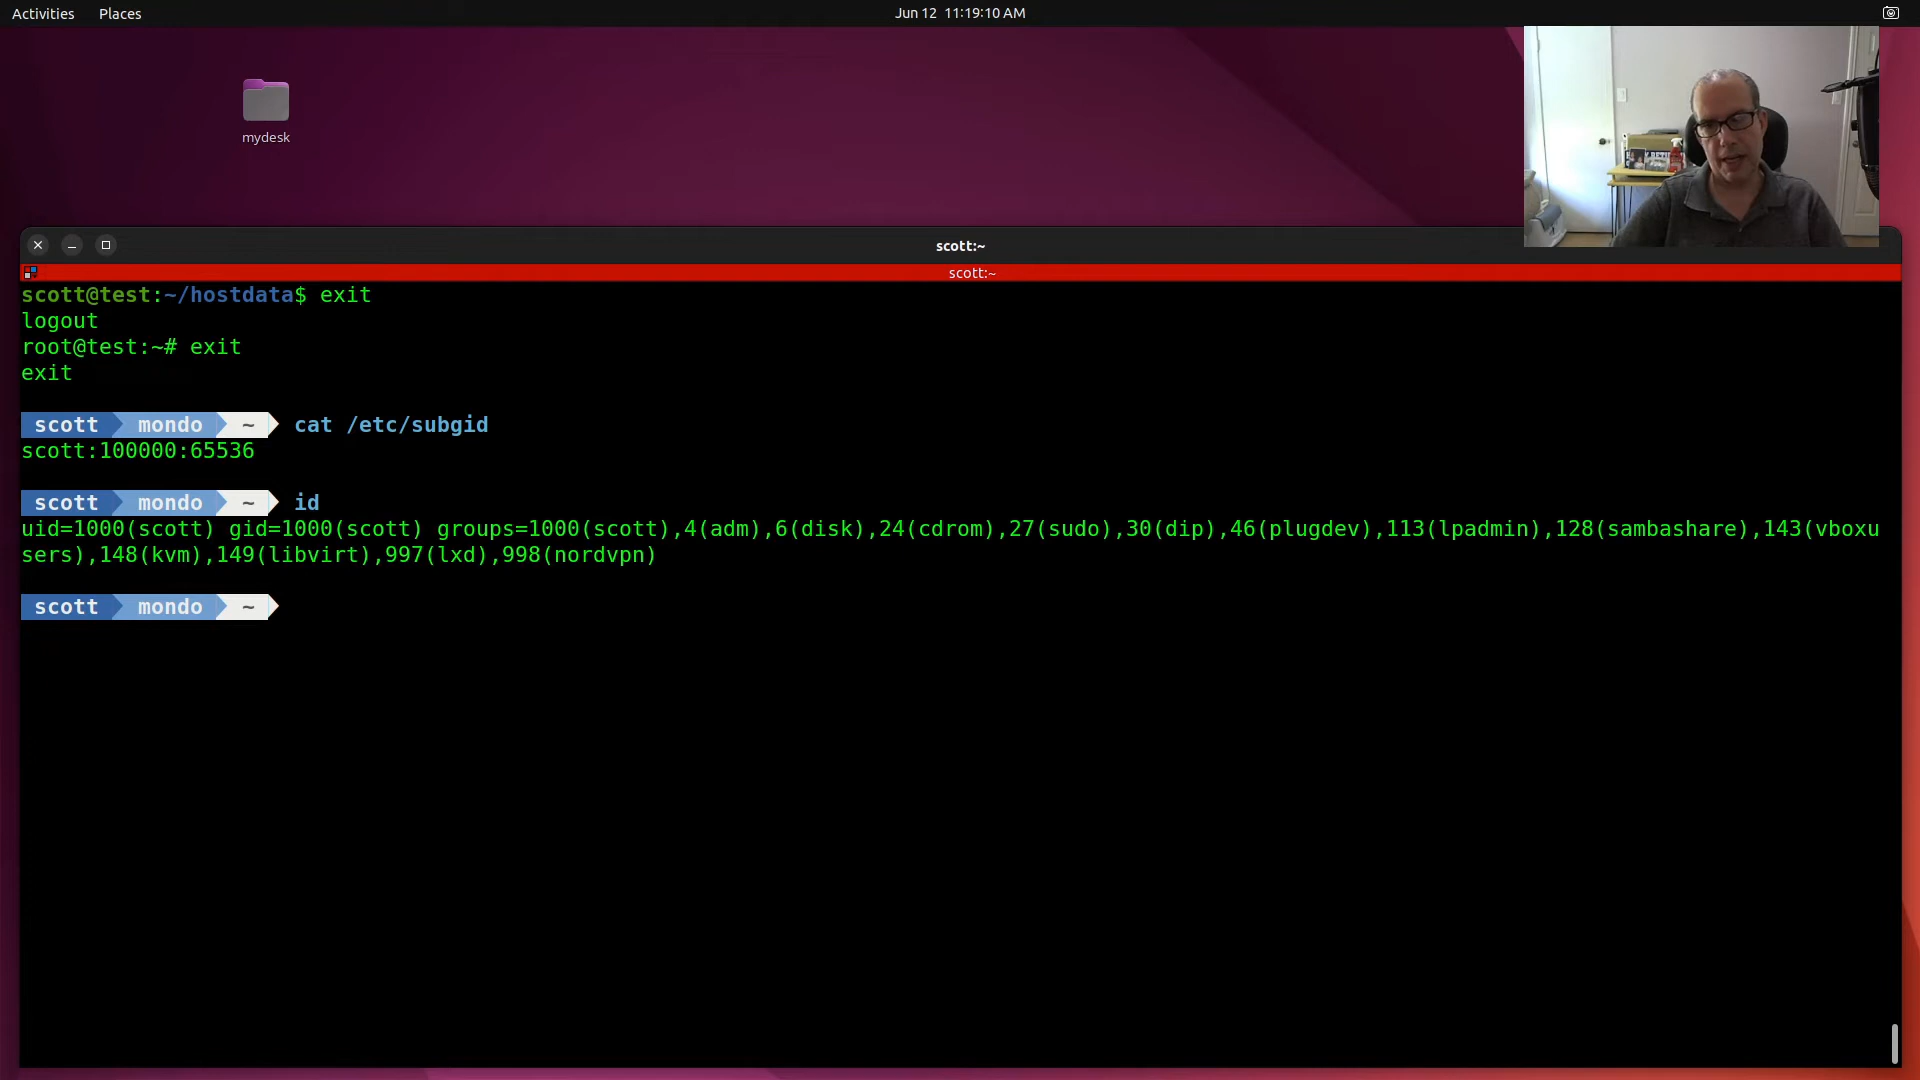 Activities Places Jun 12 11:19:10 AM
mydesk
scott:~
scott:~
scott@test:~/hostdata$ exit
logout
root@test:~# exit
exit
scott mondo ~ cat /etc/subgid
scott:100000:65536
scott mondo ~ id
uid=1000(scott) gid=1000(scott) groups=1000(scott),4(adm),6(disk),24(cdrom),27(sudo),30(dip),46(plugdev),113(lpadmin),128(sambashare),143(vboxu
sers),148(kvm),149(libvirt),997(lxd),998(nordvpn)
scott mondo ~